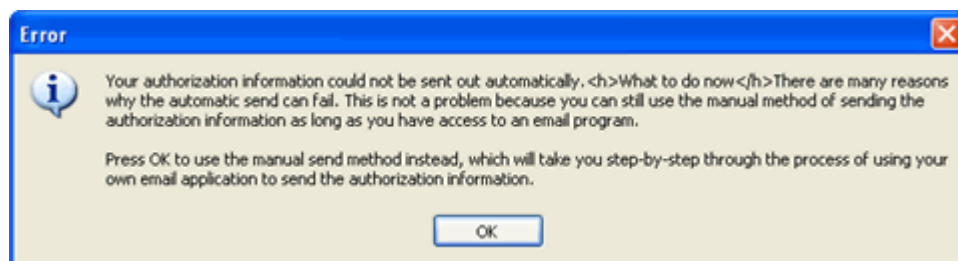 Error
Your authorization information could not be sent out automatically.<h>What to do now</h>There are many reasons
why the automatic send can fail. This is not a problem because you can still use the manual method of sending the
authorization information as long as you have access to an email program.
Press OK to use the manual send method instead, which will take you step-by-step through the process of using your
own email application to send the authorization information.
OK